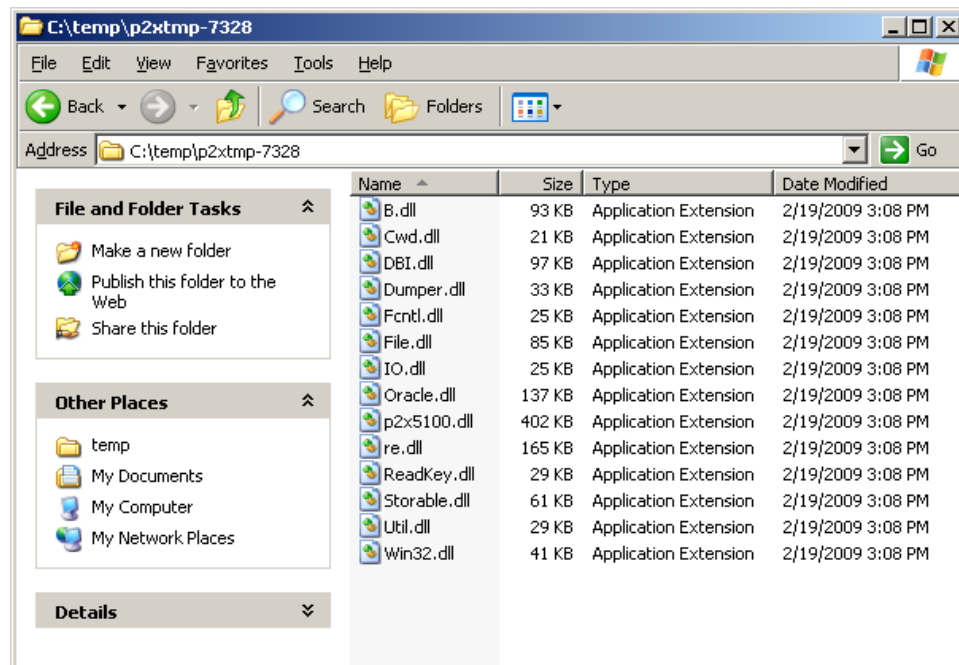 C:\temp\p2xtmp-7328
File Edit View Favorites Tools Help
Back Search Folders
Address C:\temp\p2xtmp-7328 Go
File and Folder Tasks
Make a new folder
Publish this folder to the
Web
Share this folder
Other Places
temp
My Documents
My Computer
My Network Places
Details
Name Size Type Date Modified
B.dll 93 KB Application Extension 2/19/2009 3:08 PM
Cwd.dll 21 KB Application Extension 2/19/2009 3:08 PM
DBI.dll 97 KB Application Extension 2/19/2009 3:08 PM
Dumper.dll 33 KB Application Extension 2/19/2009 3:08 PM
Fcntl.dll 25 KB Application Extension 2/19/2009 3:08 PM
File.dll 85 KB Application Extension 2/19/2009 3:08 PM
IO.dll 25 KB Application Extension 2/19/2009 3:08 PM
Oracle.dll 137 KB Application Extension 2/19/2009 3:08 PM
p2x5100.dll 402 KB Application Extension 2/19/2009 3:08 PM
re.dll 165 KB Application Extension 2/19/2009 3:08 PM
ReadKey.dll 29 KB Application Extension 2/19/2009 3:08 PM
Storable.dll 61 KB Application Extension 2/19/2009 3:08 PM
Util.dll 29 KB Application Extension 2/19/2009 3:08 PM
Win32.dll 41 KB Application Extension 2/19/2009 3:08 PM